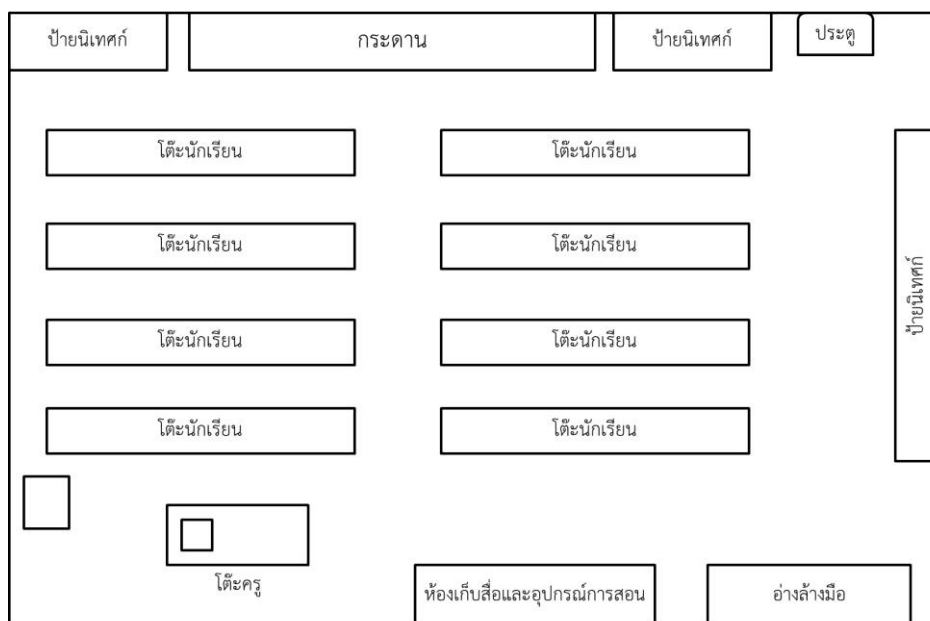 ป้ายนิเทศก์
กระดาน
ป้ายนิเทศก์
ประตู
โต๊ะนักเรียน
โต๊ะนักเรียน
โต๊ะนักเรียน
โต๊ะนักเรียน
ป้ายนิเทศก์
โต๊ะนักเรียน
โต๊ะนักเรียน
โต๊ะนักเรียน
โต๊ะนักเรียน
โต๊ะครู
ห้องเก็บสื่อและอุปกรณ์การสอน
อ่างล้างมือ